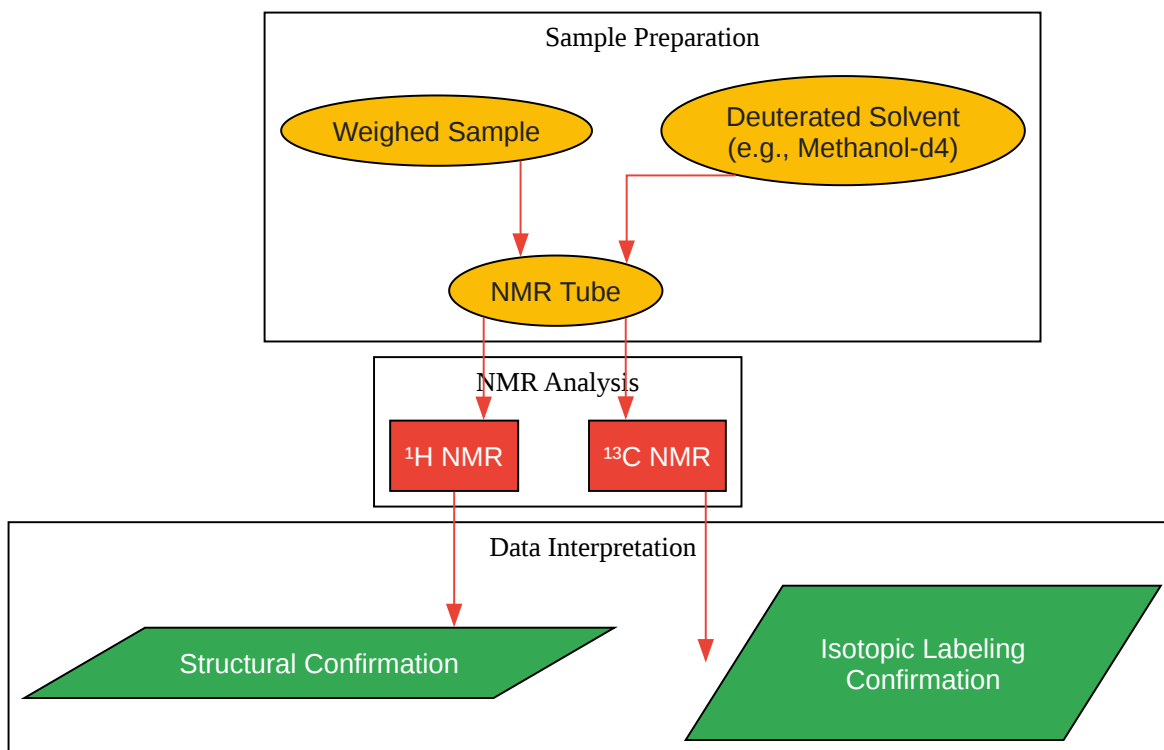 Sample Preparation
Weighed Sample
Deuterated Solvent
(e.g., Methanol-d4)
NMR Tube
NMR Analysis
¹H NMR
¹³C NMR
Data Interpretation
Structural Confirmation
Isotopic Labeling
Confirmation